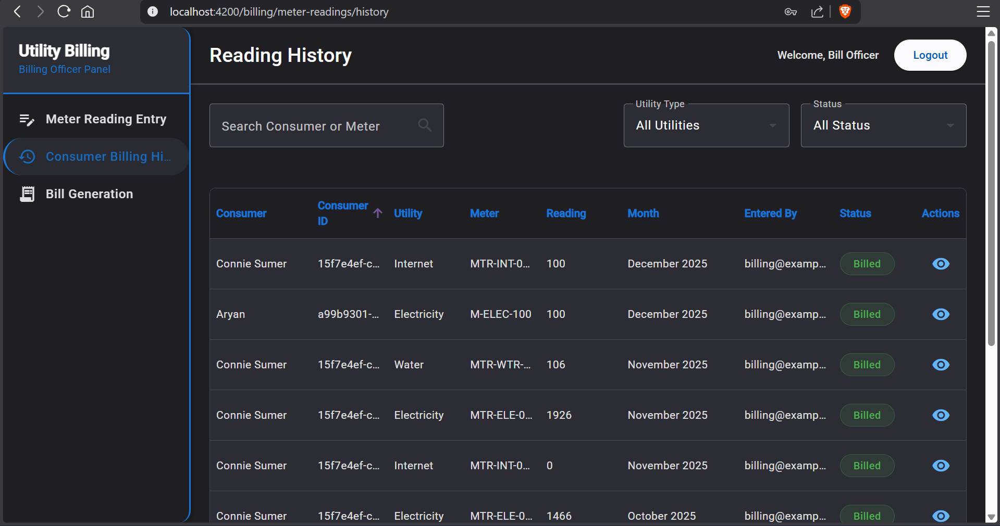 localhost:4200/billing/meter-readings/history
Utility Billing
Billing Officer Panel
Meter Reading Entry
Consumer Billing Hi...
Bill Generation
Reading History
Welcome, Bill Officer
Logout
Search Consumer or Meter
Utility Type
All Utilities
Status
All Status
Consumer Consumer ID Utility Meter Reading Month Entered By Status Actions
Connie Sumer 15f7e4ef-c... Internet MTR-INT-0... 100 December 2025 billing@examp... Billed
Aryan a99b9301-... Electricity M-ELEC-100 100 December 2025 billing@examp... Billed
Connie Sumer 15f7e4ef-c... Water MTR-WTR-... 106 November 2025 billing@examp... Billed
Connie Sumer 15f7e4ef-c... Electricity MTR-ELE-0... 1926 November 2025 billing@examp... Billed
Connie Sumer 15f7e4ef-c... Internet MTR-INT-0... 0 November 2025 billing@examp... Billed
Connie Sumer 15f7e4ef-c... Electricity MTR-ELE-0... 1466 October 2025 billing@examp... Billed